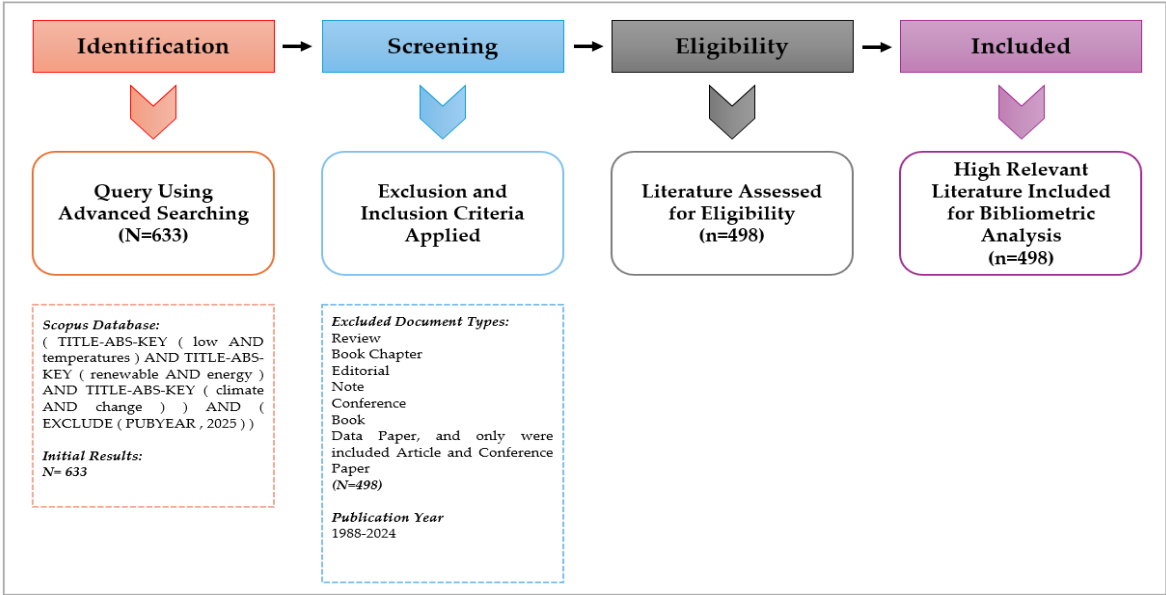 Identification
Screening
Eligibility
Included
Query Using
Advanced Searching
(N=633)
Exclusion and
Inclusion Criteria
Applied
Literature Assessed
for Eligibility
(n=498)
High Relevant
Literature Included
for Bibliometric
Analysis
(n=498)
Scopus Database:
( TITLE-ABS-KEY ( low AND
temperatures ) AND TITLE-ABS-
KEY ( renewable AND energy )
AND TITLE-ABS-KEY ( climate
AND change ) ) AND (
EXCLUDE ( PUBYEAR , 2025 ) )
Initial Results:
N= 633
Excluded Document Types:
Review
Book Chapter
Editorial
Note
Conference
Book
Data Paper, and only were
included Article and Conference
Paper
(N=498)
Publication Year
1988-2024